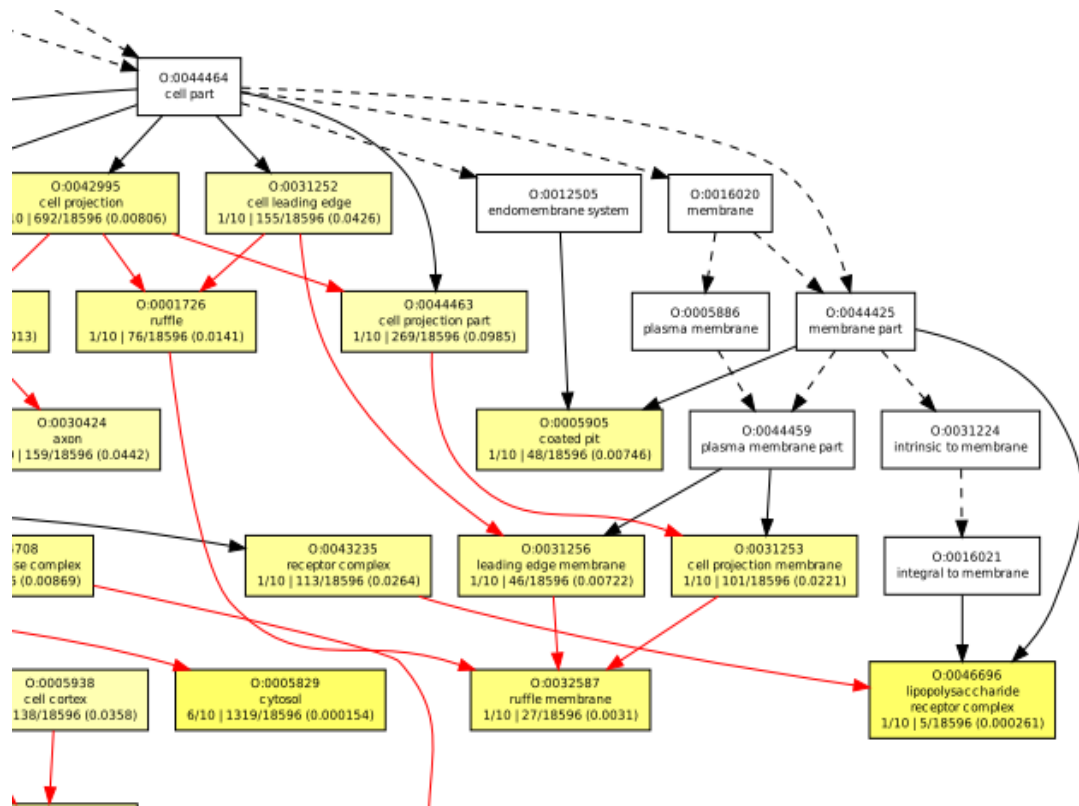 O:0044464
cell part
O:0042995
cell projection
0 | 692/18596 (0.00806)
O:0031252
cell leading edge
1/10 | 155/18596 (0.0426)
O:0012505
endomembrane system
O:0016020
membrane
013)
O:0001726
ruffle
1/10 | 76/18596 (0.0141)
O:0044463
cell projection part
1/10 | 269/18596 (0.0985)
O:0005886
plasma membrane
O:0044425
membrane part
O:0030424
axon
| 159/18596 (0.0442)
O:0005905
coated pit
1/10 | 48/18596 (0.00746)
O:0044459
plasma membrane part
O:0031224
intrinsic to membrane
708
se complex
(0.00869)
O:0043235
receptor complex
1/10 | 113/18596 (0.0264)
O:0031256
leading edge membrane
1/10 | 46/18596 (0.00722)
O:0031253
cell projection membrane
1/10 | 101/18596 (0.0221)
O:0016021
integral to membrane
O:0005938
cell cortex
138/18596 (0.0358)
O:0005829
cytosol
6/10 | 1319/18596 (0.000154)
O:0032587
ruffle membrane
1/10 | 27/18596 (0.0031)
O:0046696
lipopolysaccharide
receptor complex
1/10 | 5/18596 (0.000261)